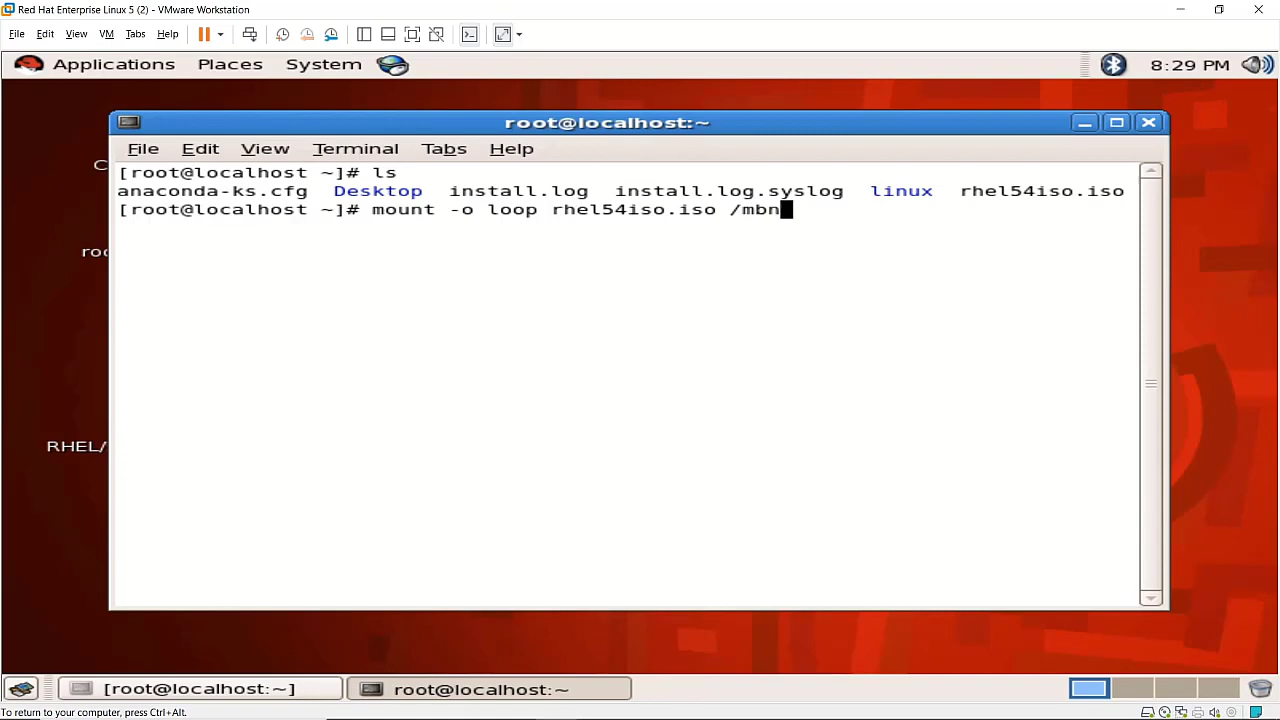 Red Hat Enterprise Linux 5 (2) - VMware Workstation
File Edit View VM Tabs Help
Applications Places System 8:29 PM
root@localhost:~
File Edit View Terminal Tabs Help
[root@localhost ~]# ls
anaconda-ks.cfg Desktop install.log install.log.syslog linux rhel54iso.iso
[root@localhost ~]# mount -o loop rhel54iso.iso /mbn
C
roo
RHEL/
[root@localhost:~] root@localhost:~
To return to your computer, press Ctrl+Alt.